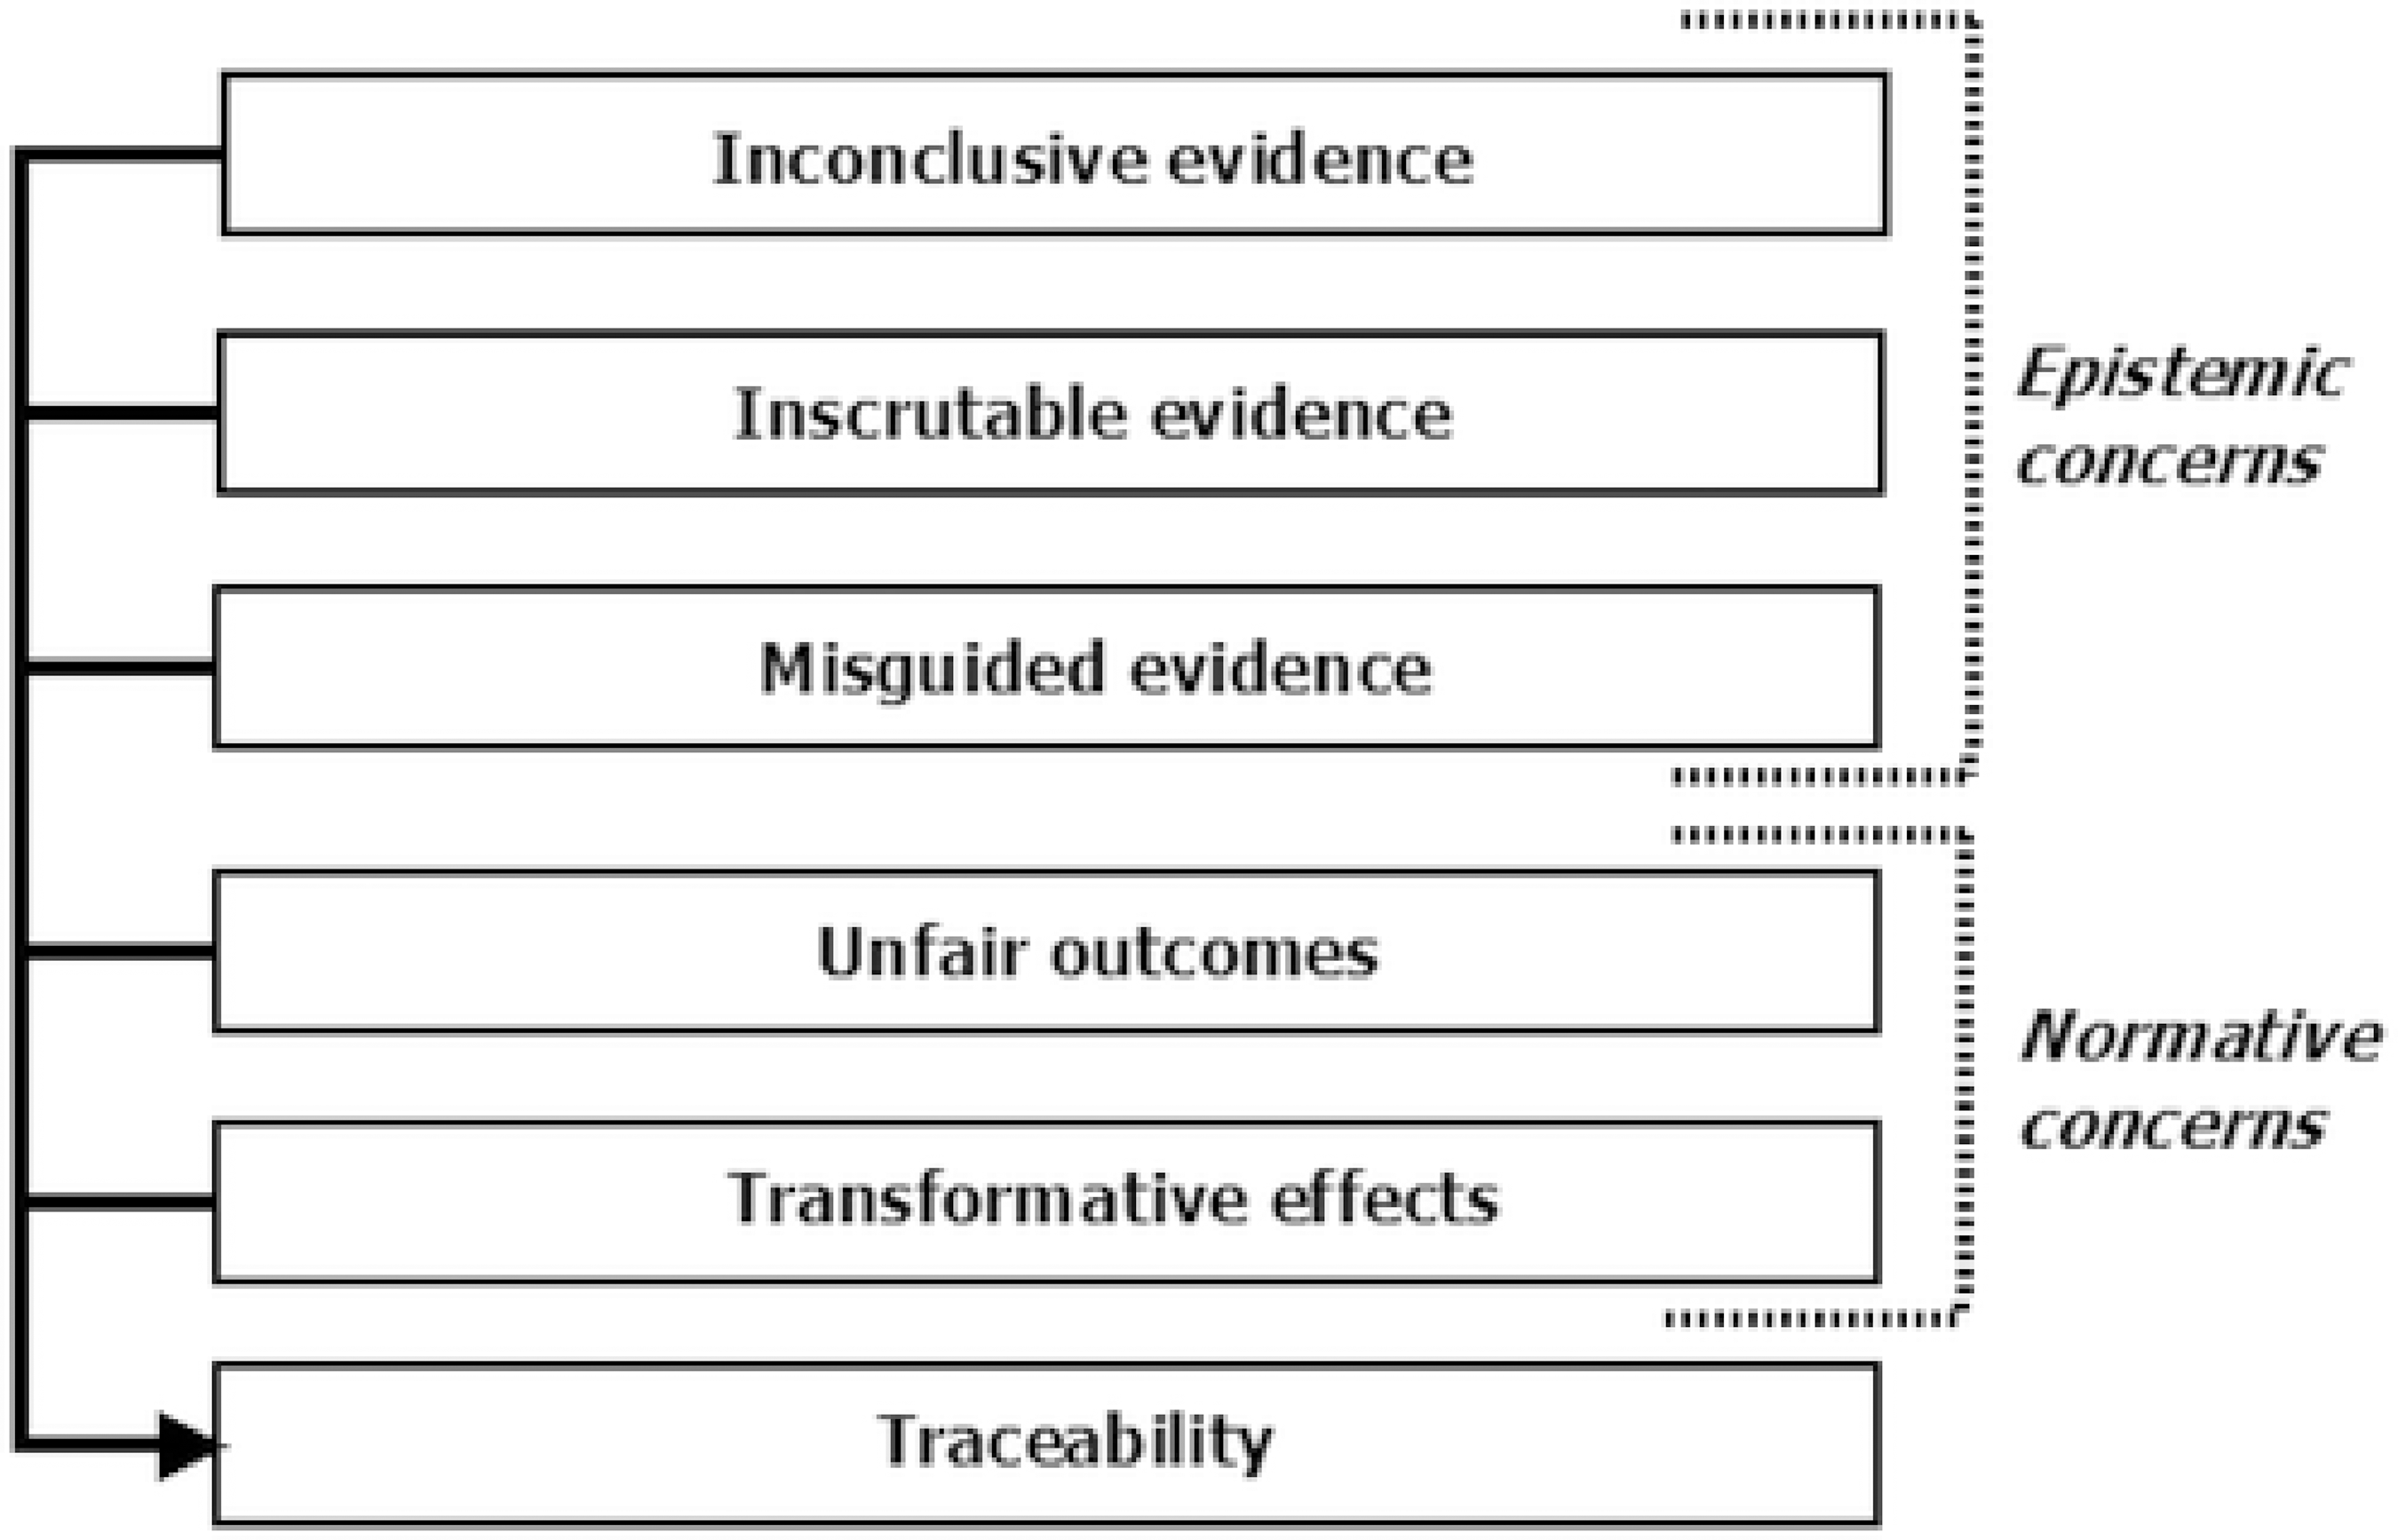 Inconclusive evidence
Inscrutable evidence
Misguided evidence
Epistemic
concerns
Unfair outcomes
Transformative effects
Normative
concerns
Traceability